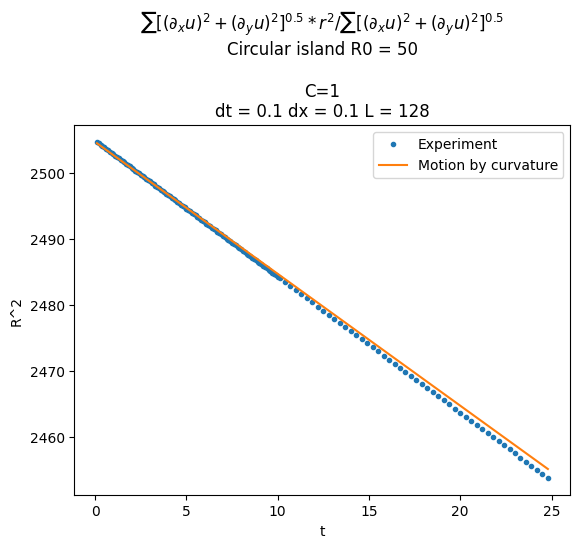 ∑[(∂ₓu)² + (∂ᵧu)²]^0.5 * r²/∑[(∂ₓu)² + (∂ᵧu)²]^0.5
Circular island R0 = 50
C=1
dt = 0.1 dx = 0.1 L = 128
Experiment
Motion by curvature
R^2
2500
2490
2480
2470
2460
0 5 10 15 20 25
t